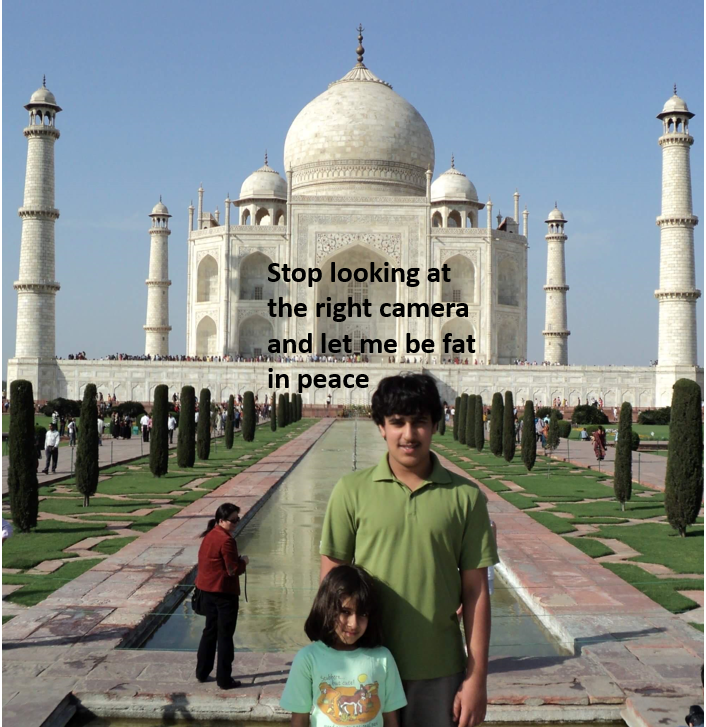 Stop looking at
the right camera
and let me be fat
in peace